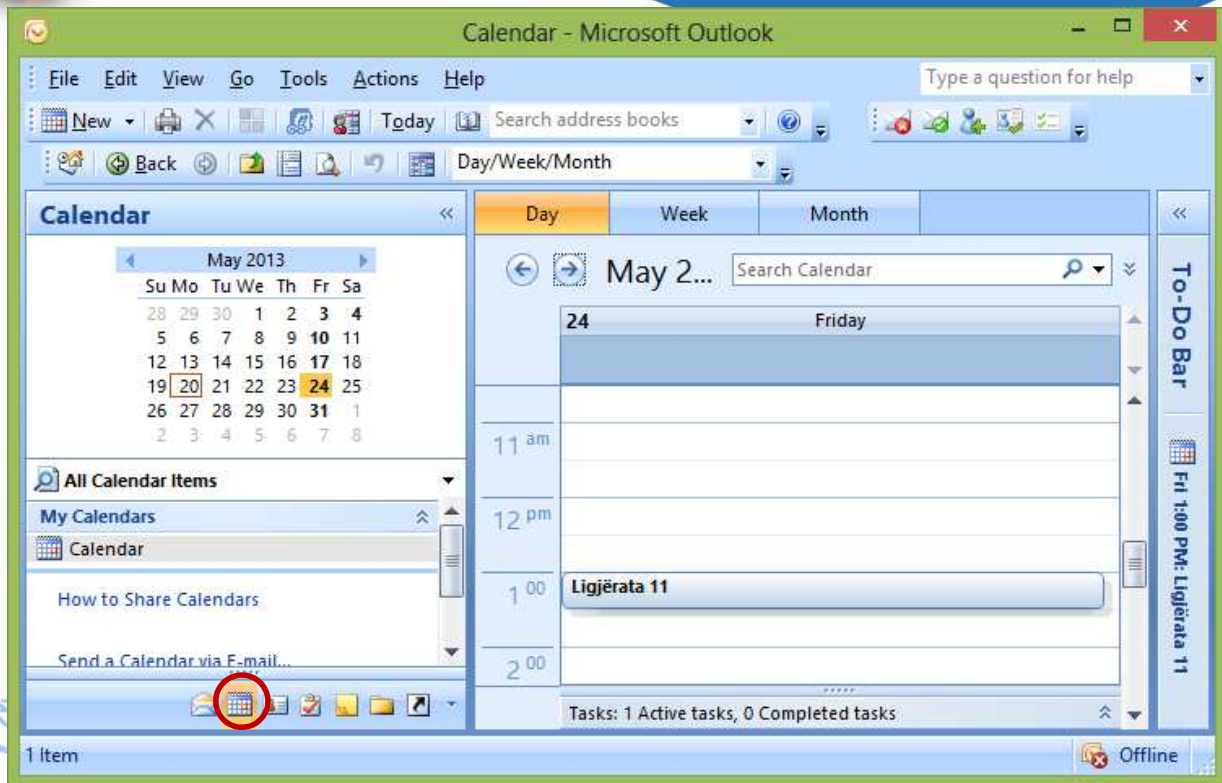 Calendar - Microsoft Outlook
File Edit View Go Tools Actions Help
Type a question for help
New Today Search address books
Back Day/Week/Month
Calendar
May 2013
Su Mo Tu We Th Fr Sa
28 29 30 1 2 3 4
5 6 7 8 9 10 11
12 13 14 15 16 17 18
19 20 21 22 23 24 25
26 27 28 29 30 31 1
2 3 4 5 6 7 8
All Calendar Items
My Calendars
Calendar
How to Share Calendars
Send a Calendar via E-mail...
Day Week Month
May 2...
Search Calendar
24 Friday
11 am
12 pm
1 00 Ligjërata 11
2 00
Tasks: 1 Active tasks, 0 Completed tasks
To-Do Bar
Fri 1:00 PM: Ligjërata 11
1 Item
Offline